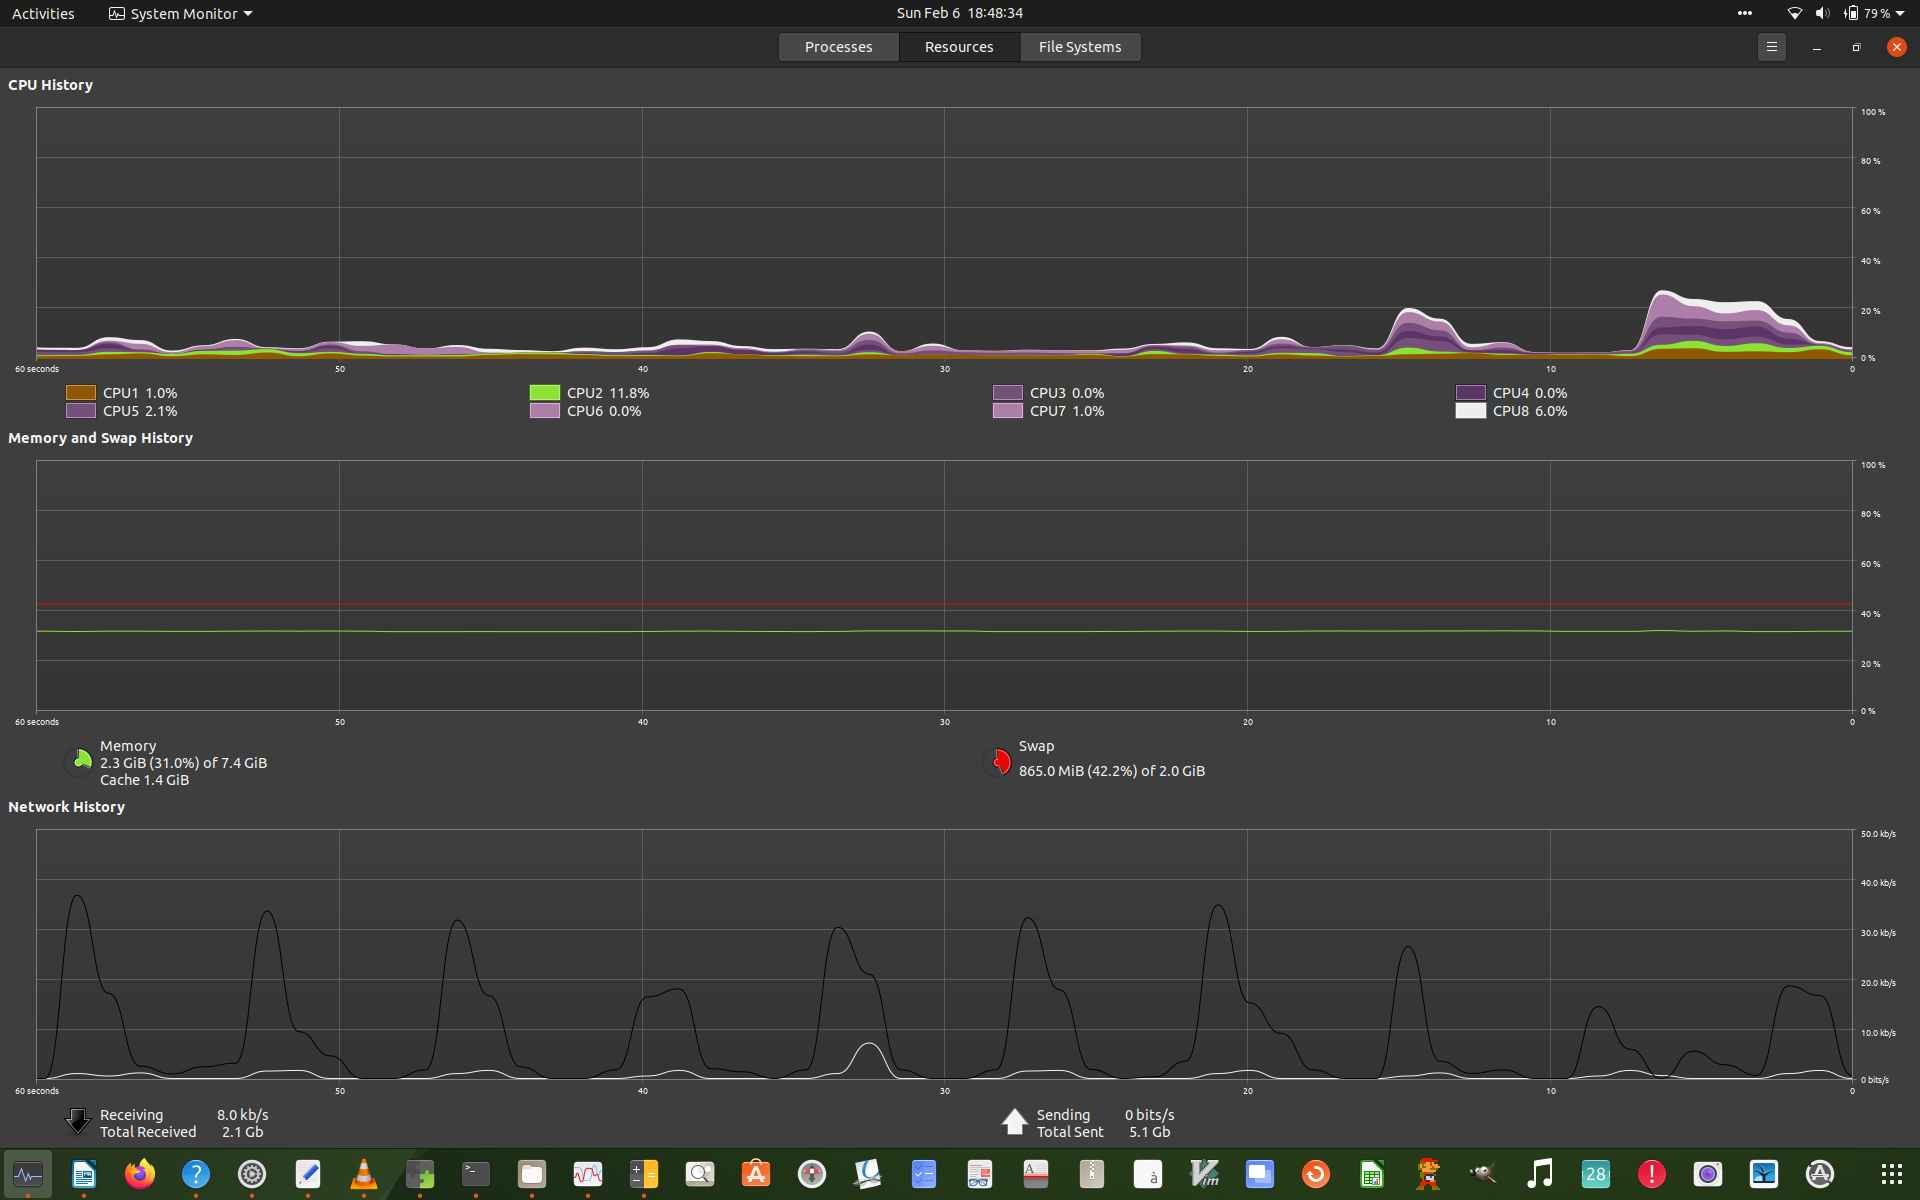 Activities System Monitor Sun Feb 6 18:48:34 79 %
Processes Resources File Systems
CPU History
100 %
80 %
60 %
40 %
20 %
0 %
60 seconds 50 40 30 20 10 0
CPU1 1.0% CPU2 11.8% CPU3 0.0% CPU4 0.0%
CPU5 2.1% CPU6 0.0% CPU7 1.0% CPU8 6.0%
Memory and Swap History
100 %
80 %
60 %
40 %
20 %
0 %
60 seconds 50 40 30 20 10 0
Memory
2.3 GiB (31.0%) of 7.4 GiB
Cache 1.4 GiB
Swap
865.0 MiB (42.2%) of 2.0 GiB
Network History
50.0 kb/s
40.0 kb/s
30.0 kb/s
20.0 kb/s
10.0 kb/s
0 bits/s
60 seconds 50 40 30 20 10 0
Receiving 8.0 kb/s
Total Received 2.1 Gb
Sending 0 bits/s
Total Sent 5.1 Gb
? >_ A à Vim 28 !